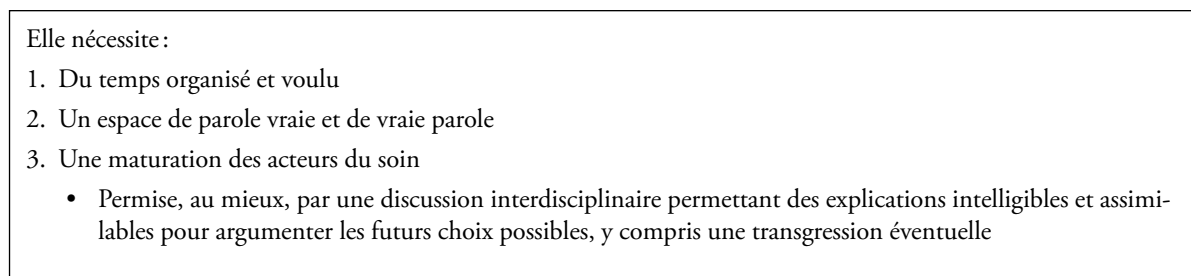 Elle nécessite :
1. Du temps organisé et voulu
2. Un espace de parole vraie et de vraie parole
3. Une maturation des acteurs du soin
• Permise, au mieux, par une discussion interdisciplinaire permettant des explications intelligibles et assimi-
lables pour argumenter les futurs choix possibles, y compris une transgression éventuelle